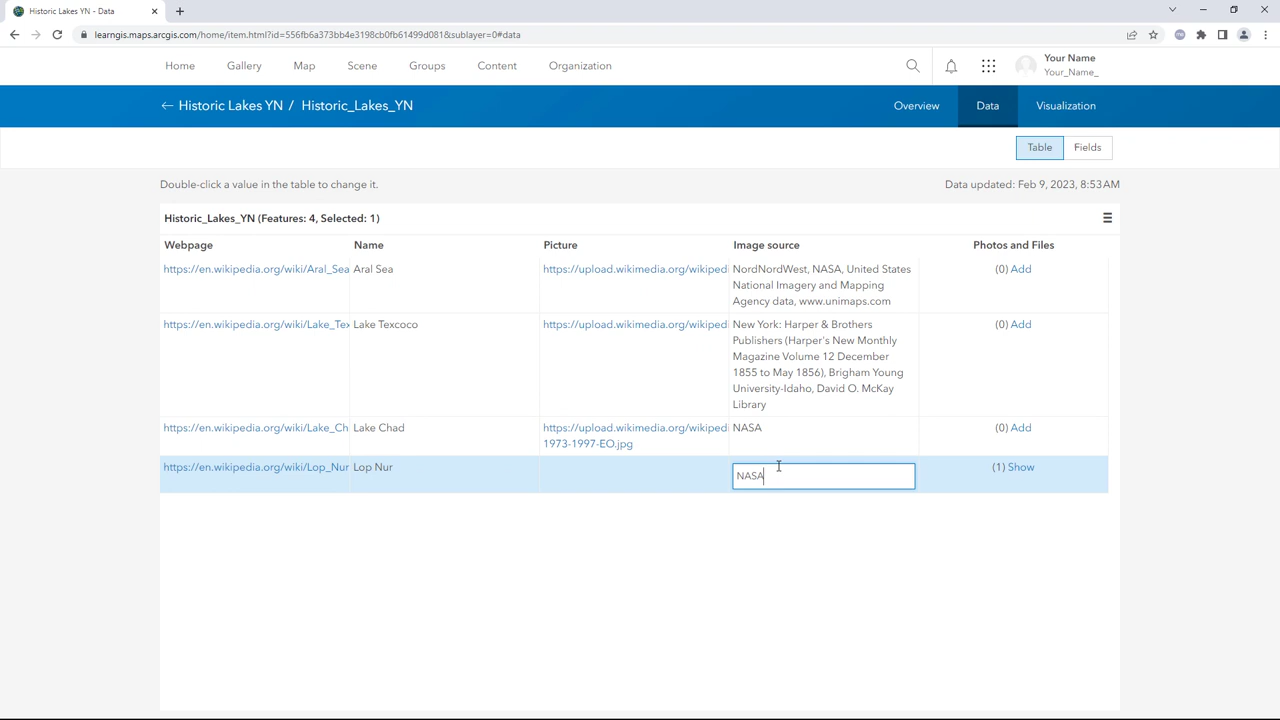 Historic Lakes YN - Data
learngis.maps.arcgis.com/home/item.html?id=556fb6a373bb4e3198cb0fb61499d081&sublayer=0#data
Home Gallery Map Scene Groups Content Organization
Your Name
Your_Name_
Historic Lakes YN / Historic_Lakes_YN
Overview Data Visualization
Table Fields
Double-click a value in the table to change it.
Data updated: Feb 9, 2023, 8:53AM
Historic_Lakes_YN (Features: 4, Selected: 1)
Webpage Name Picture Image source Photos and Files
https://en.wikipedia.org/wiki/Aral_Sea Aral Sea https://upload.wikimedia.org/wikiped NordNordWest, NASA, United States (0) Add
National Imagery and Mapping
Agency data, www.unimaps.com
https://en.wikipedia.org/wiki/Lake_Tex Lake Texcoco https://upload.wikimedia.org/wikiped New York: Harper & Brothers (0) Add
Publishers (Harper's New Monthly
Magazine Volume 12 December
1855 to May 1856), Brigham Young
University-Idaho, David O. McKay
Library
https://en.wikipedia.org/wiki/Lake_Ch Lake Chad https://upload.wikimedia.org/wikiped NASA (0) Add
1973-1997-EO.jpg
https://en.wikipedia.org/wiki/Lop_Nur Lop Nur (1) Show
NASA